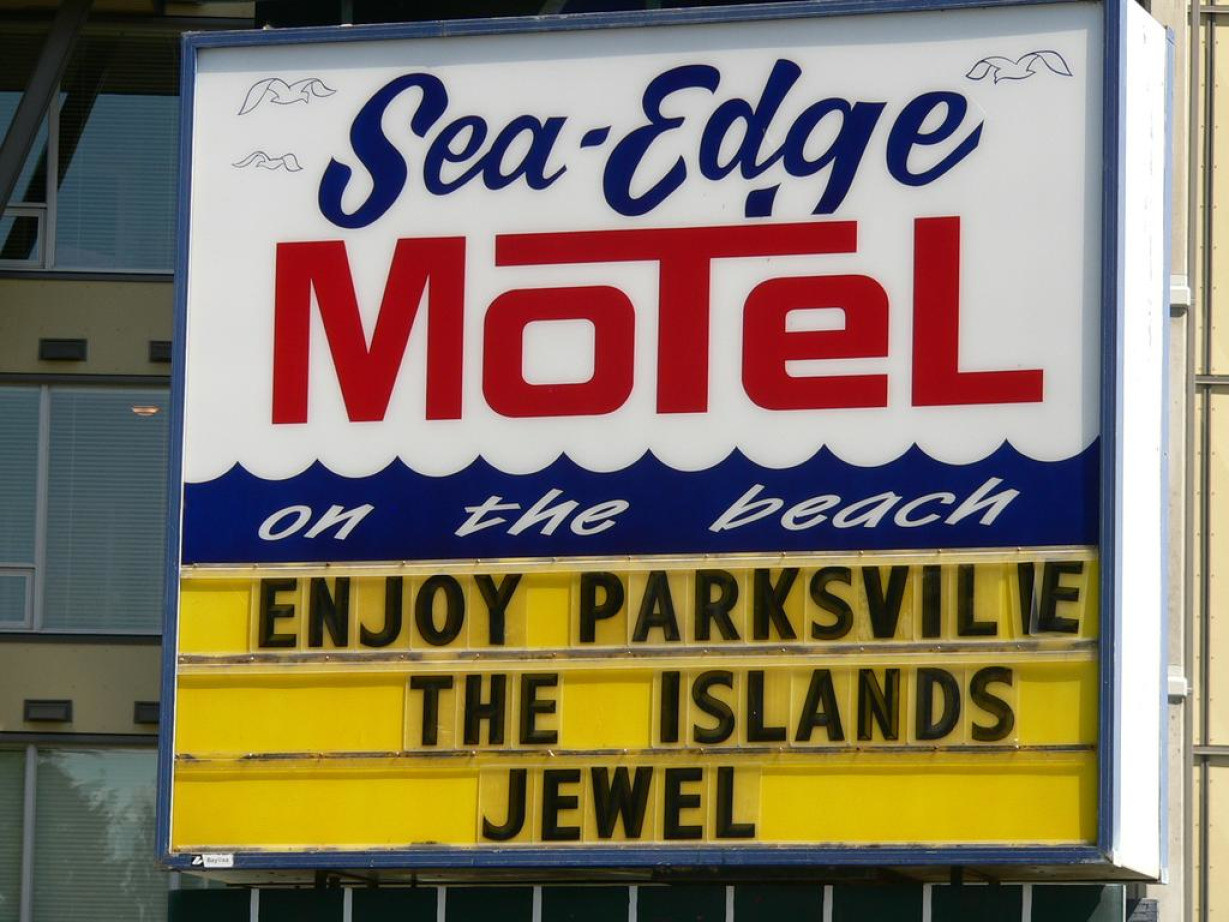 Sea-Edge
MOTEL
on the beach
ENJOY PARKSVILLE
THE ISLANDS
JEWEL